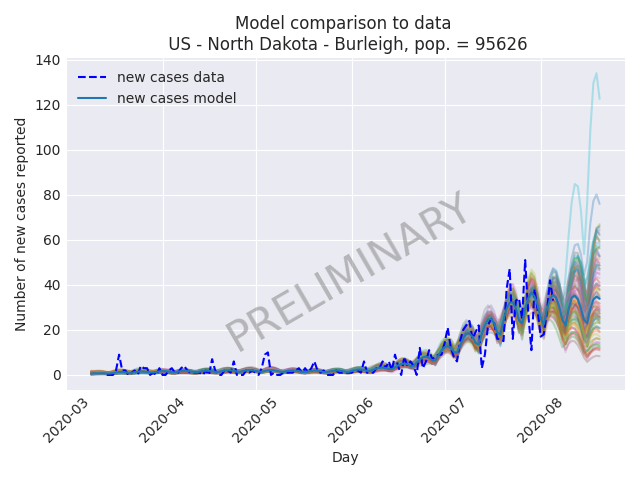 Model comparison to data
US - North Dakota - Burleigh, pop. = 95626
Number of new cases reported
140
120
100
80
60
40
20
0
new cases data
new cases model
PRELIMINARY
2020-03
2020-04
2020-05
2020-06
2020-07
2020-08
Day